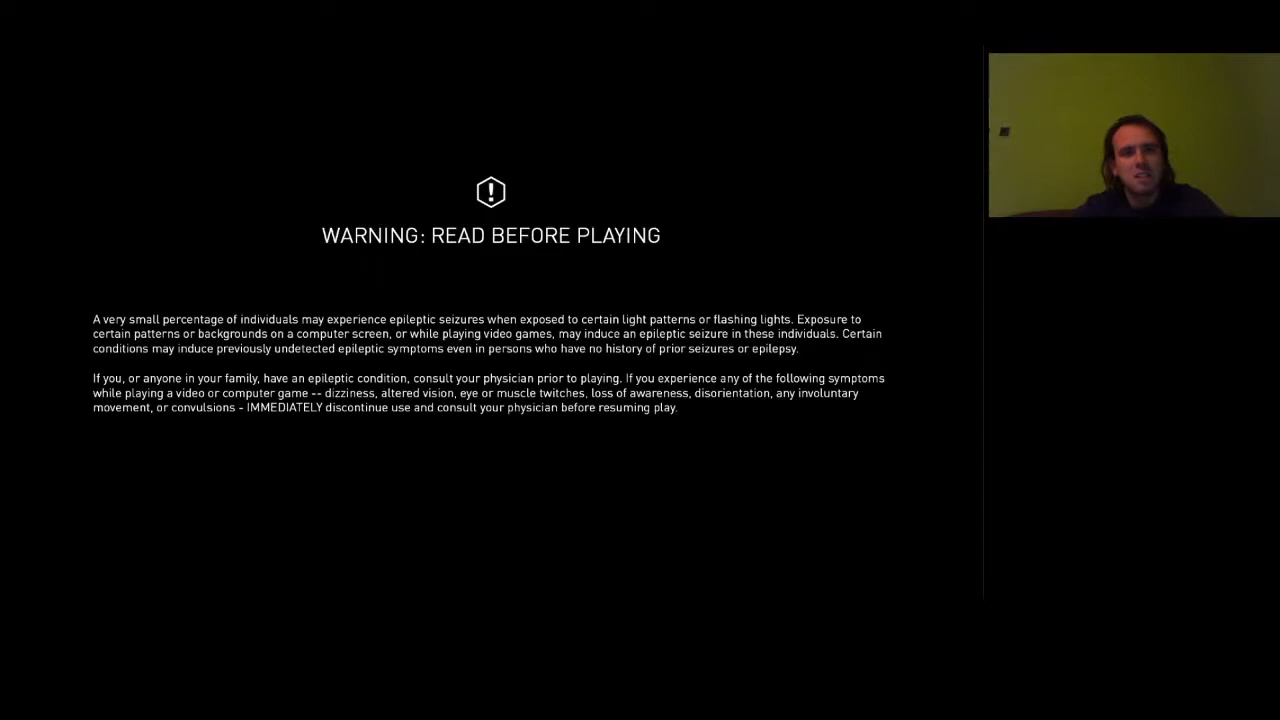 WARNING: READ BEFORE PLAYING
A very small percentage of individuals may experience epileptic seizures when exposed to certain light patterns or flashing lights. Exposure to
certain patterns or backgrounds on a computer screen, or while playing video games, may induce an epileptic seizure in these individuals. Certain
conditions may induce previously undetected epileptic symptoms even in persons who have no history of prior seizures or epilepsy.
If you, or anyone in your family, have an epileptic condition, consult your physician prior to playing. If you experience any of the following symptoms
while playing a video or computer game -- dizziness, altered vision, eye or muscle twitches, loss of awareness, disorientation, any involuntary
movement, or convulsions - IMMEDIATELY discontinue use and consult your physician before resuming play.